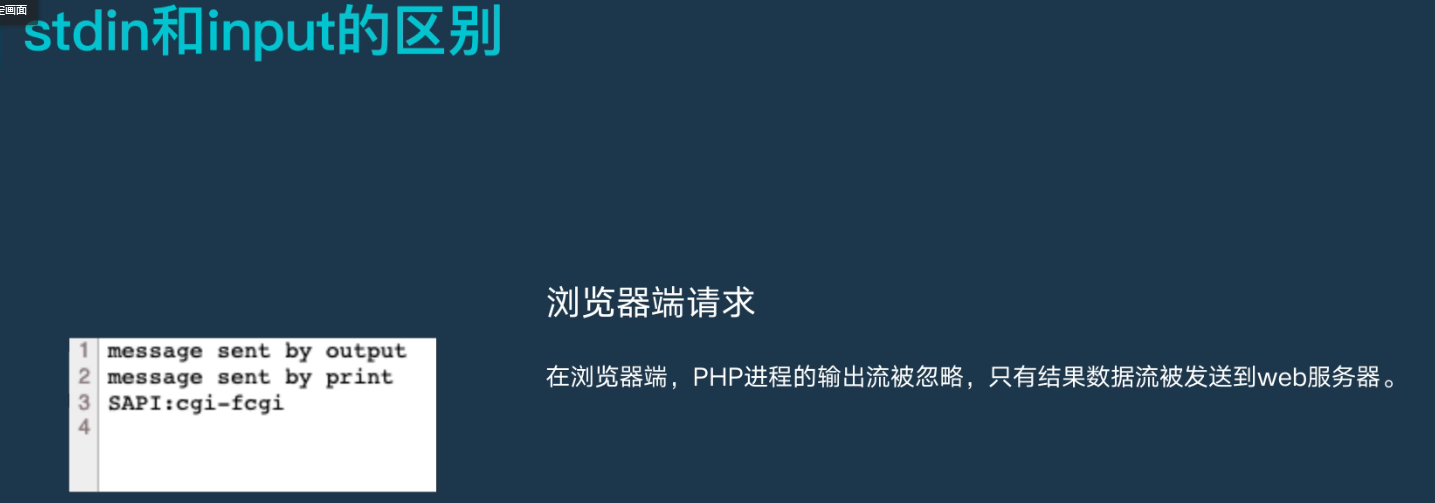 画面
stdin和input的区别
浏览器端请求
1 message sent by output
2 message sent by print
3 SAPI:cgi-fcgi
4
在浏览器端，PHP进程的输出流被忽略，只有结果数据流被发送到web服务器。